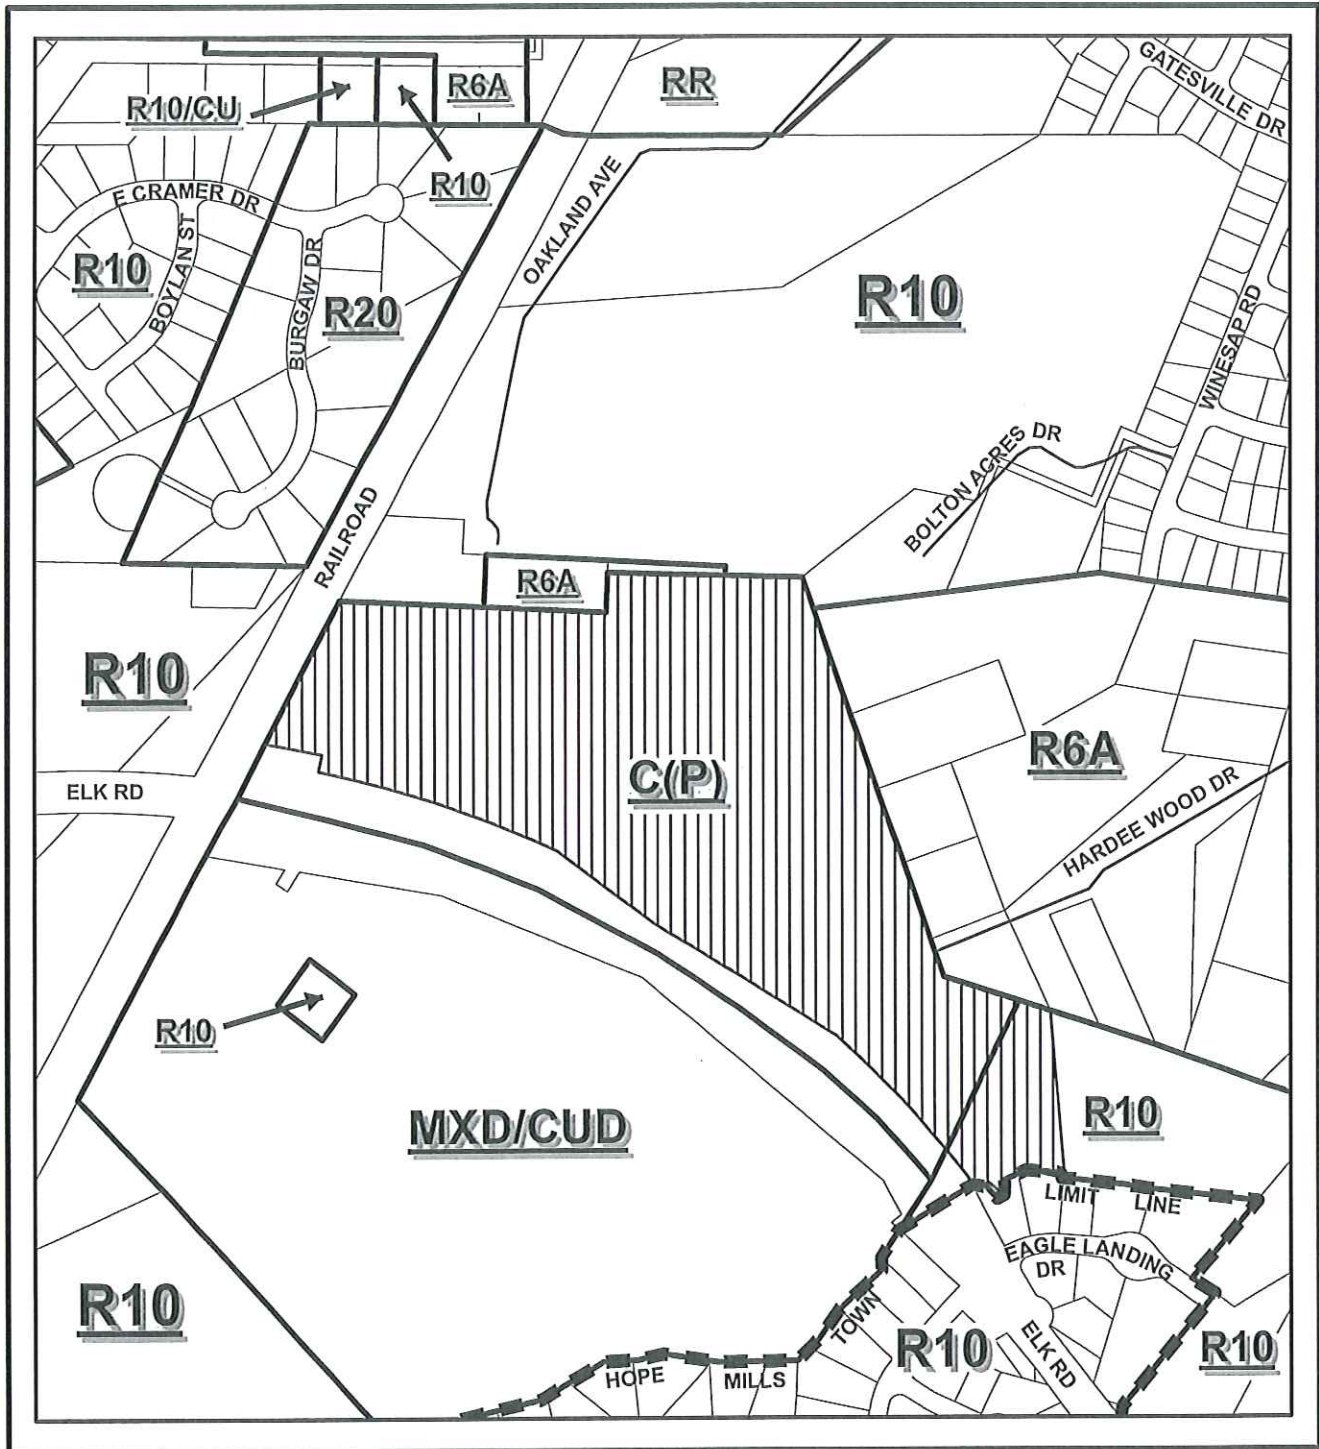 GATESVILLE DR
R6A
RR
R10/CU
R10
E CRAMER DR
OAKLAND AVE
BOYLAN ST
R10
BURGAW DR
R20
R10
WINESAP RD
BOLTON ACRES DR
RAILROAD
R6A
R10
R6A
C(P)
ELK RD
HARDEE WOOD DR
R10
MXD/CUD
R10
LIMIT LINE
EAGLE LANDING
DR
R10
TOWN
R10
ELK RD
R10
HOPE MILLS